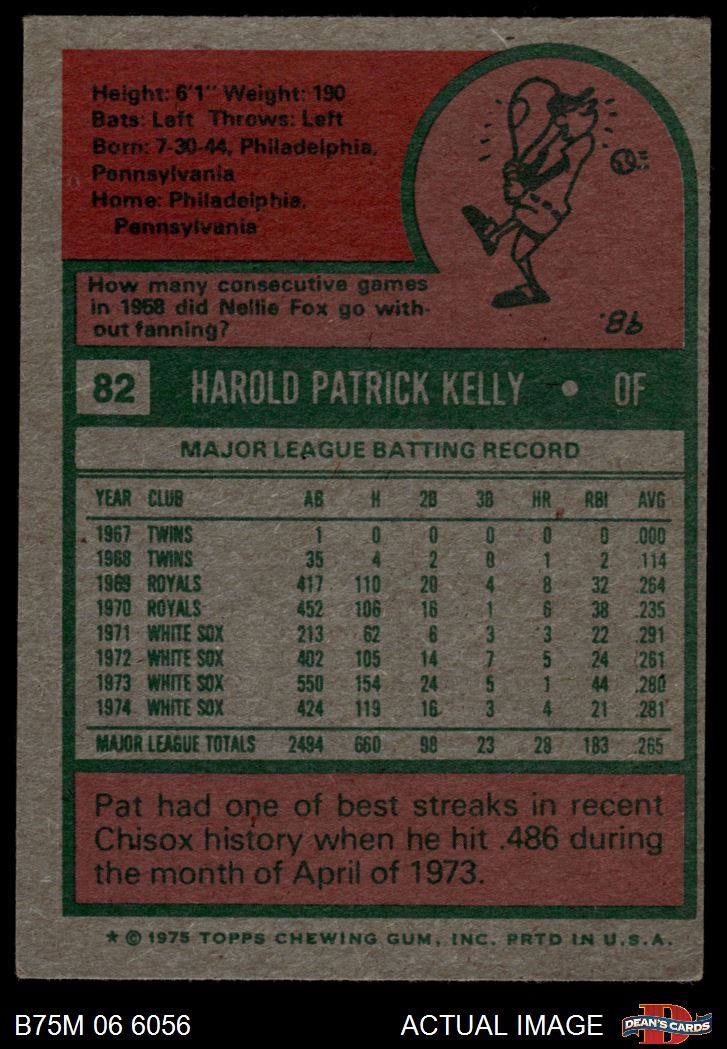 Height: 6'1" Weight: 190
Bats: Left Throws: Left
Born: 7-30-44, Philadelphia,
Pennsylvania
Home: Philadelphia,
Pennsylvania
How many consecutive games
in 1958 did Nellie Fox go with-
out fanning?
98.
82 HAROLD PATRICK KELLY • OF
MAJOR LEAGUE BATTING RECORD
YEAR CLUB AB H 2B 3B HR RBI AVG
1967 TWINS 1 0 0 0 0 0 .000
1968 TWINS 35 4 2 0 1 2 .114
1969 ROYALS 417 110 20 4 8 32 .264
1970 ROYALS 452 106 16 1 6 38 .235
1971 WHITE SOX 213 62 6 3 3 22 .291
1972 WHITE SOX 402 105 14 7 5 24 .261
1973 WHITE SOX 550 154 24 5 1 44 .280
1974 WHITE SOX 424 119 16 3 4 21 .281
MAJOR LEAGUE TOTALS 2494 660 98 23 28 183 .265
Pat had one of best streaks in recent
Chisox history when he hit .486 during
the month of April of 1973.
* © 1975 TOPPS CHEWING GUM, INC. PRTD IN U.S.A.
B75M 06 6056 ACTUAL IMAGE D DEAN'S CARDS